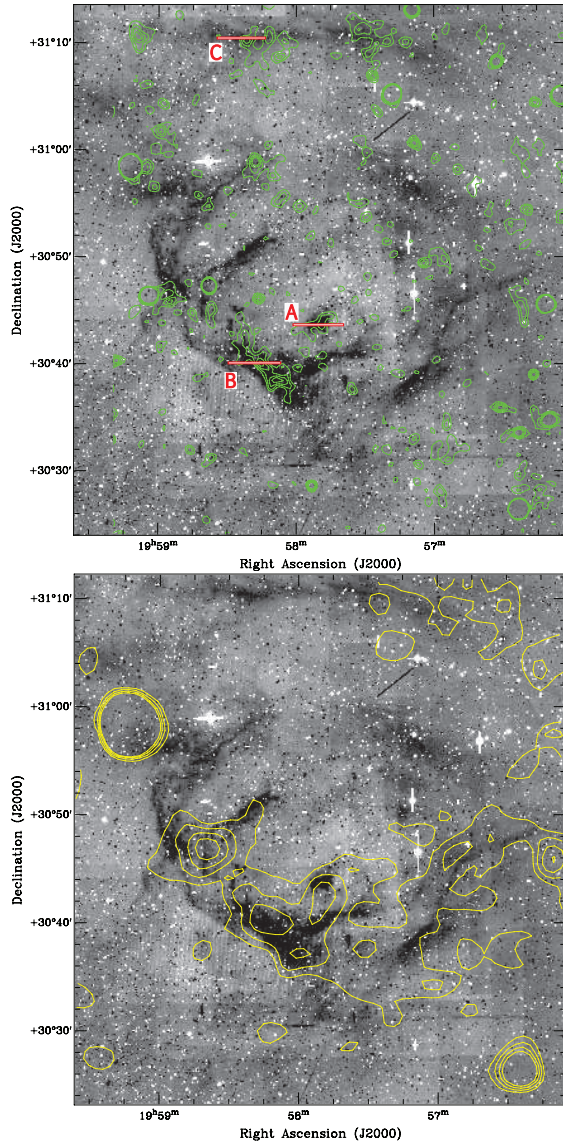 +31°10′
C
+31°00′
+30°50′
A
+30°40′
B
+30°30′
Declination (J2000)
19ʰ59ᵐ
58ᵐ
57ᵐ
Right Ascension (J2000)
+31°10′
+31°00′
+30°50′
+30°40′
+30°30′
Declination (J2000)
19ʰ59ᵐ
58ᵐ
57ᵐ
Right Ascension (J2000)